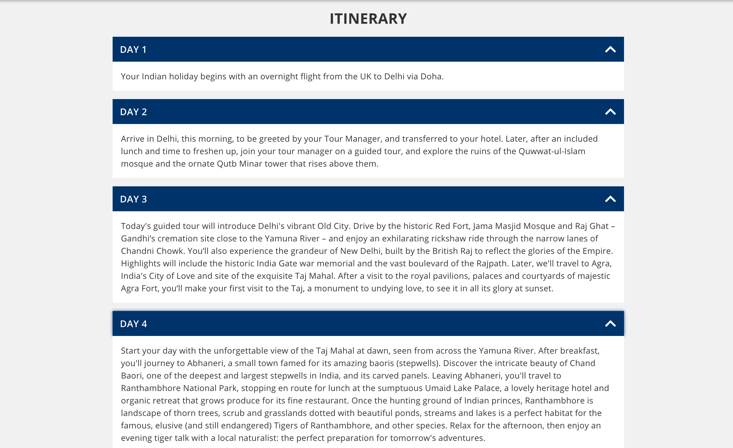 ITINERARY
DAY 1
Your Indian holiday begins with an overnight flight from the UK to Delhi via Doha.
DAY 2
Arrive in Delhi, this morning, to be greeted by your Tour Manager, and transferred to your hotel. Later, after an included
lunch and time to freshen up, join your tour manager on a guided tour, and explore the ruins of the Quwwat-ul-Islam
mosque and the ornate Qutb Minar tower that rises above them.
DAY 3
Today's guided tour will introduce Delhi's vibrant Old City. Drive by the historic Red Fort, Jama Masjid Mosque and Raj Ghat –
Gandhi's cremation site close to the Yamuna River – and enjoy an exhilarating rickshaw ride through the narrow lanes of
Chandni Chowk. You'll also experience the grandeur of New Delhi, built by the British Raj to reflect the glories of the Empire.
Highlights will include the historic India Gate war memorial and the vast boulevard of the Rajpath. Later, we'll travel to Agra,
India's City of Love and site of the exquisite Taj Mahal. After a visit to the royal pavilions, palaces and courtyards of majestic
Agra Fort, you'll make your first visit to the Taj, a monument to undying love, to see it in all its glory at sunset.
DAY 4
Start your day with the unforgettable view of the Taj Mahal at dawn, seen from across the Yamuna River. After breakfast,
you'll journey to Abhaneri, a small town famed for its amazing baoris (stepwells). Discover the intricate beauty of Chand
Baori, one of the deepest and largest stepwells in India, and its carved panels. Leaving Abhaneri, you'll travel to
Ranthambhore National Park, stopping en route for lunch at the sumptuous Umaid Lake Palace, a lovely heritage hotel and
organic retreat that grows produce for its fine restaurant. Once the hunting ground of Indian princes, Ranthambhore is
landscape of thorn trees, scrub and grasslands dotted with beautiful ponds, streams and lakes is a perfect habitat for the
famous, elusive (and still endangered) Tigers of Ranthambhore, and other species. Relax for the afternoon, then enjoy an
evening tiger talk with a local naturalist: the perfect preparation for tomorrow's adventures.